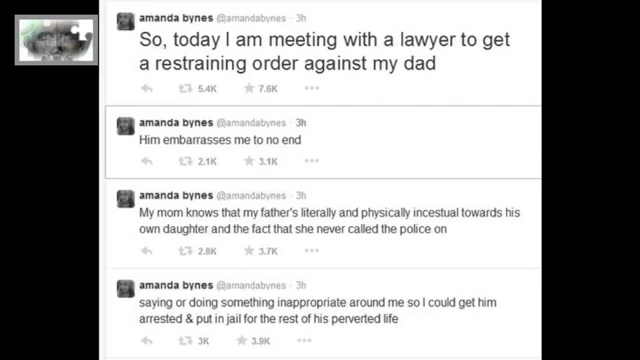 amanda bynes @amandabynes · 3h
So, today I am meeting with a lawyer to get
a restraining order against my dad
5.4K 7.6K
amanda bynes @amandabynes · 3h
Him embarrasses me to no end
2.1K 3.1K
amanda bynes @amandabynes · 3h
My mom knows that my father's literally and physically incestual towards his
own daughter and the fact that she never called the police on
2.8K 3.7K
amanda bynes @amandabynes · 3h
saying or doing something inappropriate around me so I could get him
arrested & put in jail for the rest of his perverted life
3K 3.9K